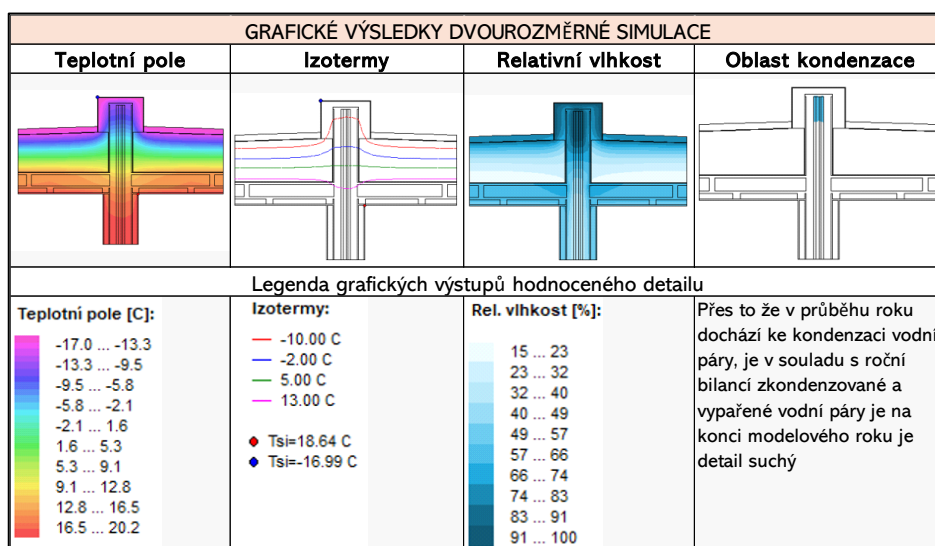 GRAFICKÉ VÝSLEDKY DVOUROZMĚRNÉ SIMULACE
Teplotní pole
Izotermy
Relativní vlhkost
Oblast kondenzace
Legenda grafických výstupů hodnoceného detailu
Teplotní pole [C]:
-17.0 ... -13.3
-13.3 ... -9.5
-9.5 ... -5.8
-5.8 ... -2.1
-2.1 ... 1.6
1.6 ... 5.3
5.3 ... 9.1
9.1 ... 12.8
12.8 ... 16.5
16.5 ... 20.2
Izotermy:
-10.00 C
-2.00 C
5.00 C
13.00 C
Tsi=18.64 C
Tsi=-16.99 C
Rel. vlhkost [%]:
15 ... 23
23 ... 32
32 ... 40
40 ... 49
49 ... 57
57 ... 66
66 ... 74
74 ... 83
83 ... 91
91 ... 100
Přes to že v průběhu roku
dochází ke kondenzaci vodní
páry, je v souladu s roční
bilancí zkondenzované a
vypařené vodní páry je na
konci modelového roku je
detail suchý